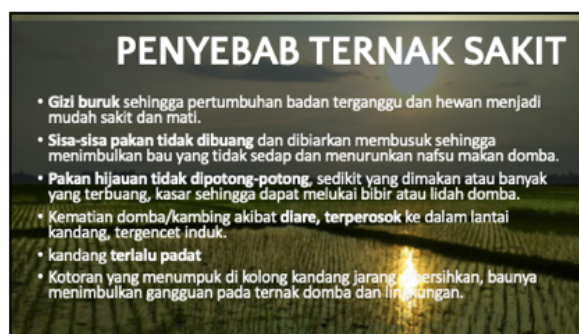 PENYEBAB TERNAK SAKIT
• Gizi buruk sehingga pertumbuhan badan terganggu dan hewan menjadi
mudah sakit dan mati.
• Sisa-sisa pakan tidak dibuang dan dibiarkan membusuk sehingga
menimbulkan bau yang tidak sedap dan menurunkan nafsu makan domba.
• Pakan hijauan tidak dipotong-potong, sedikit yang dimakan atau banyak
yang terbuang, kasar sehingga dapat melukai bibir atau lidah domba.
• Kematian domba/kambing akibat diare, terperosok ke dalam lantai
kandang, tergencet induk.
• kandang terlalu padat
• Kotoran yang menumpuk di kolong kandang jarang dibersihkan, baunya
menimbulkan gangguan pada ternak domba dan lingkungan.